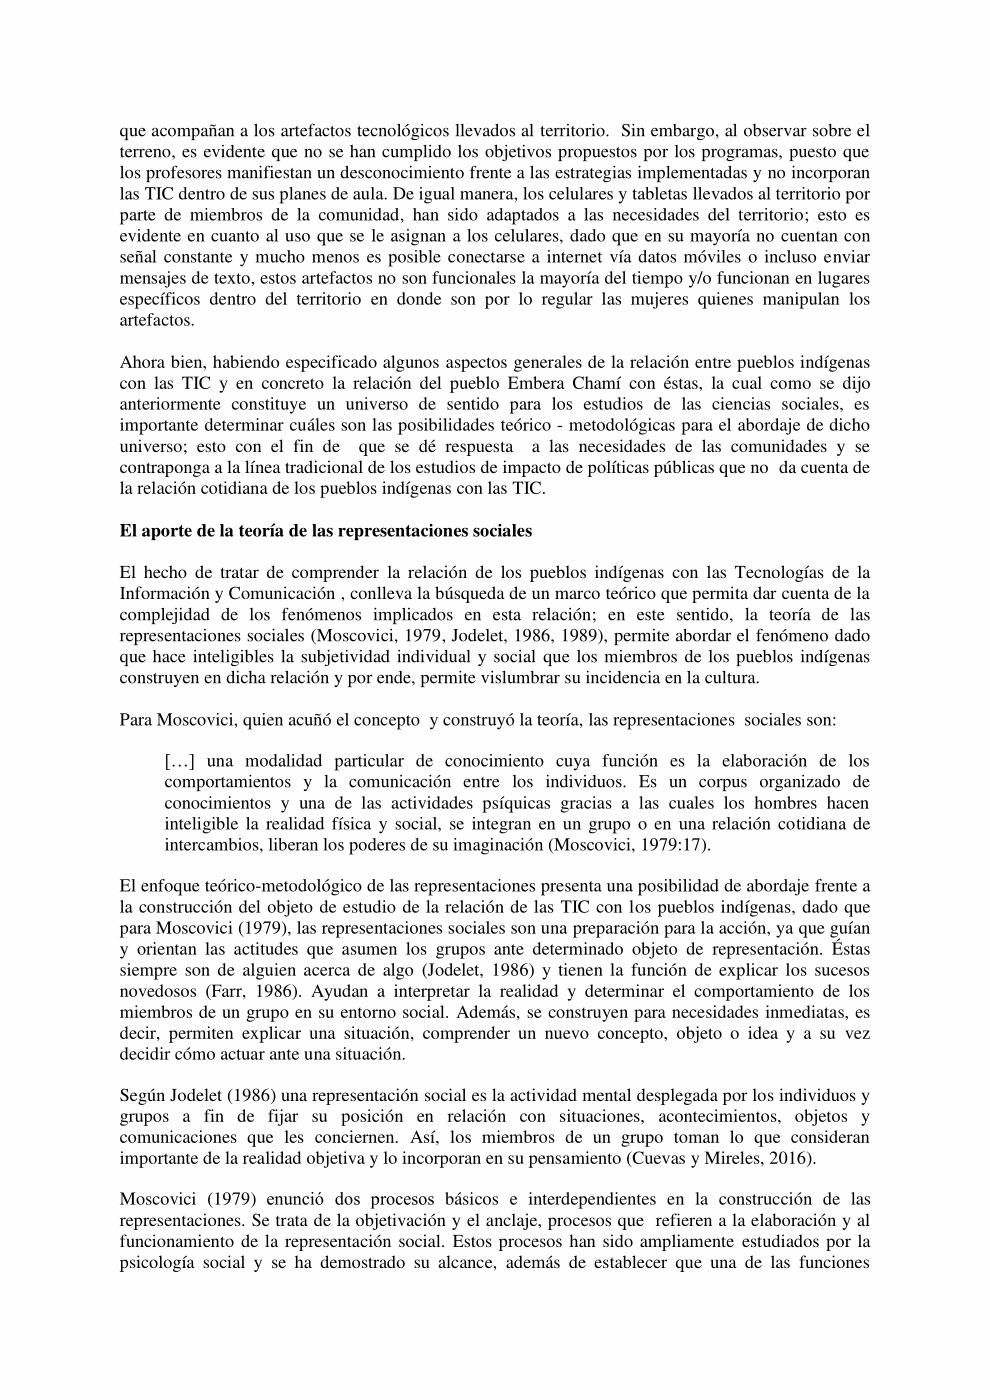 que acompañan a los artefactos tecnológicos llevados al territorio.  Sin embargo, al observar sobre el
terreno, es evidente que no se han cumplido los objetivos propuestos por los programas, puesto que
los profesores manifiestan un desconocimiento frente a las estrategias implementadas y no incorporan
las TIC dentro de sus planes de aula. De igual manera, los celulares y tabletas llevados al territorio por
parte de miembros de la comunidad, han sido adaptados a las necesidades del territorio; esto es
evidente en cuanto al uso que se le asignan a los celulares, dado que en su mayoría no cuentan con
señal constante y mucho menos es posible conectarse a internet vía datos móviles o incluso enviar
mensajes de texto, estos artefactos no son funcionales la mayoría del tiempo y/o funcionan en lugares
específicos dentro del territorio en donde son por lo regular las mujeres quienes manipulan los
artefactos.

Ahora bien, habiendo especificado algunos aspectos generales de la relación entre pueblos indígenas
con las TIC y en concreto la relación del pueblo Embera Chamí con éstas, la cual como se dijo
anteriormente constituye un universo de sentido para los estudios de las ciencias sociales, es
importante determinar cuáles son las posibilidades teórico - metodológicas para el abordaje de dicho
universo; esto con el fin de  que se dé respuesta  a las necesidades de las comunidades y se
contraponga a la línea tradicional de los estudios de impacto de políticas públicas que no  da cuenta de
la relación cotidiana de los pueblos indígenas con las TIC.

El aporte de la teoría de las representaciones sociales

El hecho de tratar de comprender la relación de los pueblos indígenas con las Tecnologías de la
Información y Comunicación , conlleva la búsqueda de un marco teórico que permita dar cuenta de la
complejidad de los fenómenos implicados en esta relación; en este sentido, la teoría de las
representaciones sociales (Moscovici, 1979, Jodelet, 1986, 1989), permite abordar el fenómeno dado
que hace inteligibles la subjetividad individual y social que los miembros de los pueblos indígenas
construyen en dicha relación y por ende, permite vislumbrar su incidencia en la cultura.

Para Moscovici, quien acuñó el concepto  y construyó la teoría, las representaciones  sociales son:

[…] una modalidad particular de conocimiento cuya función es la elaboración de los
comportamientos y la comunicación entre los individuos. Es un corpus organizado de
conocimientos y una de las actividades psíquicas gracias a las cuales los hombres hacen
inteligible la realidad física y social, se integran en un grupo o en una relación cotidiana de
intercambios, liberan los poderes de su imaginación (Moscovici, 1979:17).

El enfoque teórico-metodológico de las representaciones presenta una posibilidad de abordaje frente a
la construcción del objeto de estudio de la relación de las TIC con los pueblos indígenas, dado que
para Moscovici (1979), las representaciones sociales son una preparación para la acción, ya que guían
y orientan las actitudes que asumen los grupos ante determinado objeto de representación. Éstas
siempre son de alguien acerca de algo (Jodelet, 1986) y tienen la función de explicar los sucesos
novedosos (Farr, 1986). Ayudan a interpretar la realidad y determinar el comportamiento de los
miembros de un grupo en su entorno social. Además, se construyen para necesidades inmediatas, es
decir, permiten explicar una situación, comprender un nuevo concepto, objeto o idea y a su vez
decidir cómo actuar ante una situación.

Según Jodelet (1986) una representación social es la actividad mental desplegada por los individuos y
grupos a fin de fijar su posición en relación con situaciones, acontecimientos, objetos y
comunicaciones que les conciernen. Así, los miembros de un grupo toman lo que consideran
importante de la realidad objetiva y lo incorporan en su pensamiento (Cuevas y Mireles, 2016).

Moscovici (1979) enunció dos procesos básicos e interdependientes en la construcción de las
representaciones. Se trata de la objetivación y el anclaje, procesos que  refieren a la elaboración y al
funcionamiento de la representación social. Estos procesos han sido ampliamente estudiados por la
psicología social y se ha demostrado su alcance, además de establecer que una de las funciones